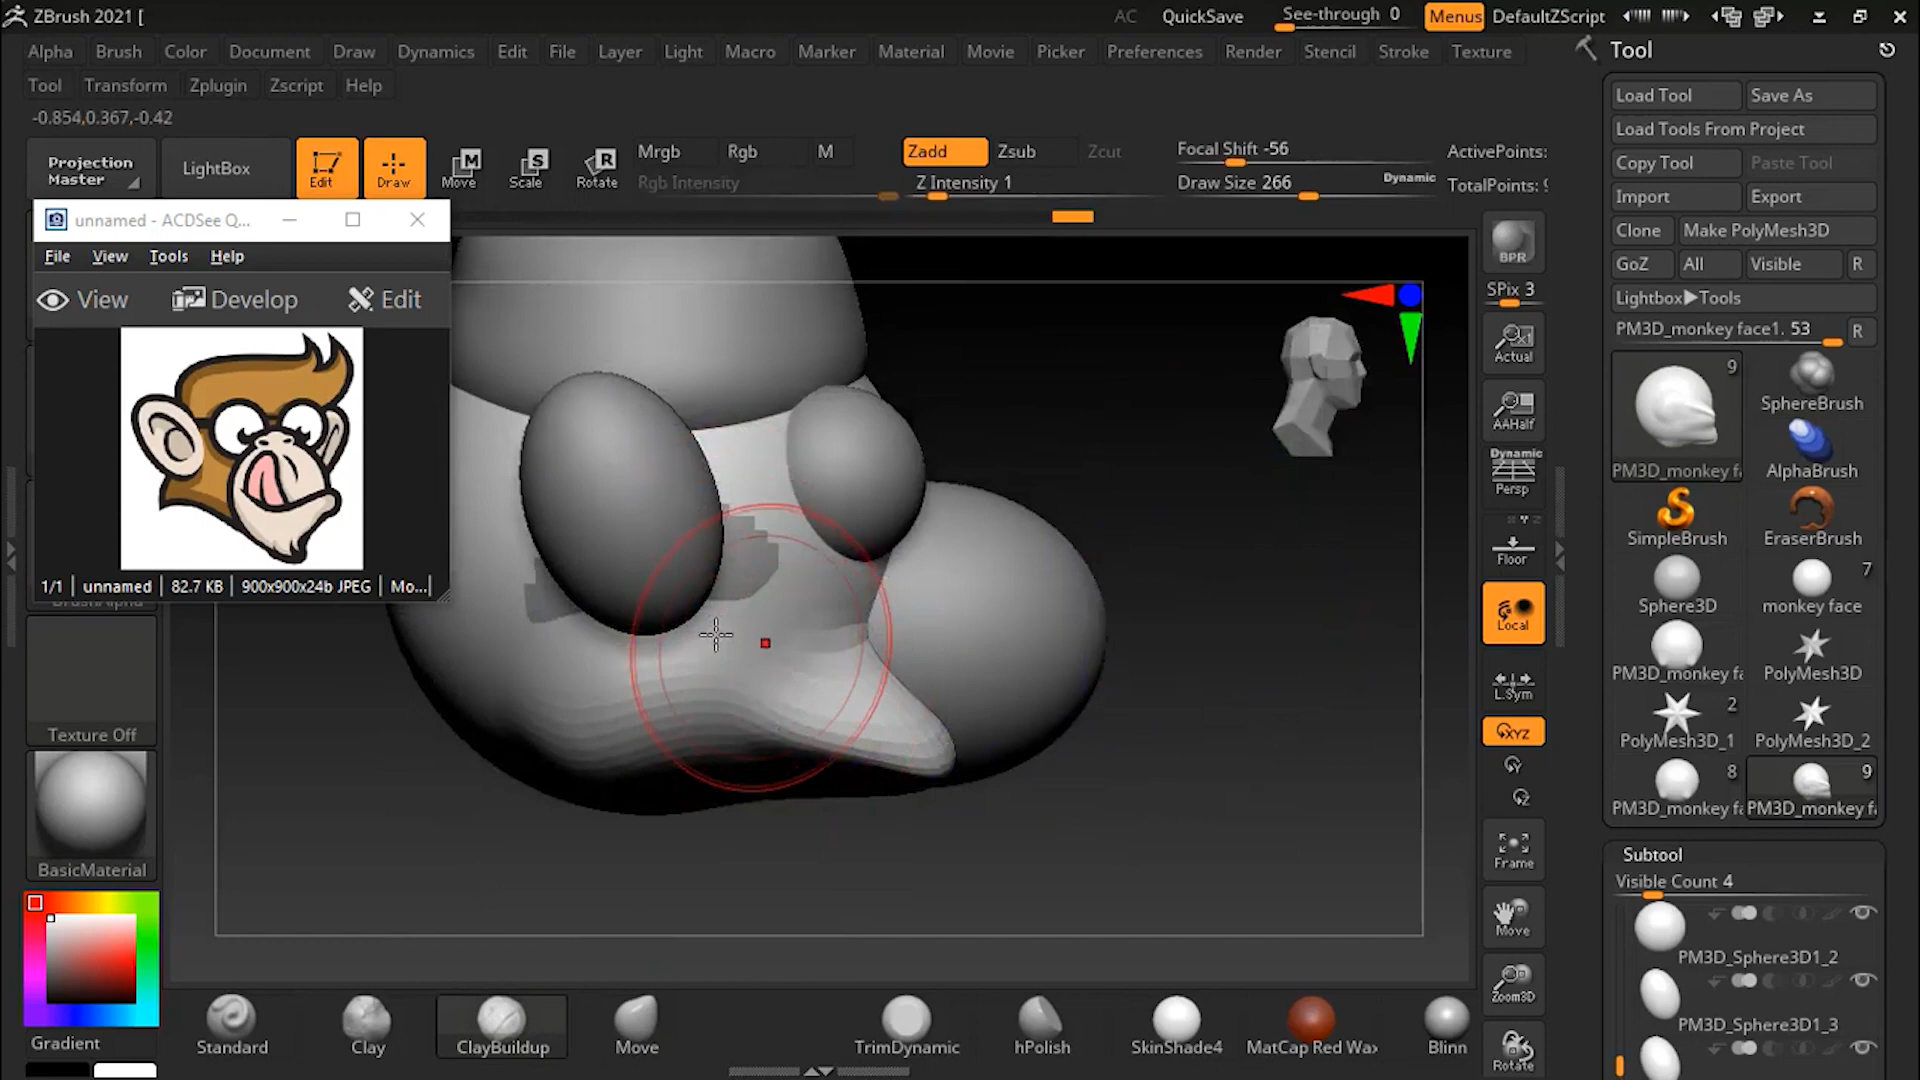 ZBrush 2021 [
AC
QuickSave
See-through 0
Menus
DefaultZScript
Alpha Brush Color Document Draw Dynamics Edit File Layer Light Macro Marker Material Movie Picker Preferences Render Stencil Stroke Texture
Tool Transform Zplugin Zscript Help
-0.854,0.367,-0.42
Projection
Master
LightBox
Edit
Draw
M
Move
S
Scale
R
Rotate
Mrgb Rgb M
Rgb Intensity
Zadd Zsub Zcut
Z Intensity 1
Focal Shift -56
Draw Size 266
Dynamic
ActivePoints:
TotalPoints:
unnamed - ACDSee Q...
File View Tools Help
View Develop Edit
1/1 unnamed 82.7 KB 900x900x24b JPEG Mo...
BrushAlpha
Texture Off
BasicMaterial
Gradient
Standard
Clay
ClayBuildup
Move
TrimDynamic
hPolish
SkinShade4
MatCap Red Wax
Blinn
BPR
SPix 3
x1
Actual
AAHalf
Dynamic
Persp
Floor
Local
L.Sym
XYZ
Y
Z
Frame
Move
Zoom3D
Rotate
Tool
Load Tool Save As
Load Tools From Project
Copy Tool Paste Tool
Import Export
Clone Make PolyMesh3D
GoZ All Visible R
Lightbox▶Tools
PM3D_monkey face1. 53 R
9
PM3D_monkey f
SphereBrush
AlphaBrush
SimpleBrush EraserBrush
7
Sphere3D monkey face
PM3D_monkey f PolyMesh3D
2
PolyMesh3D_1 PolyMesh3D_2
8 9
PM3D_monkey f PM3D_monkey f
Subtool
Visible Count 4
PM3D_Sphere3D1_2
PM3D_Sphere3D1_3